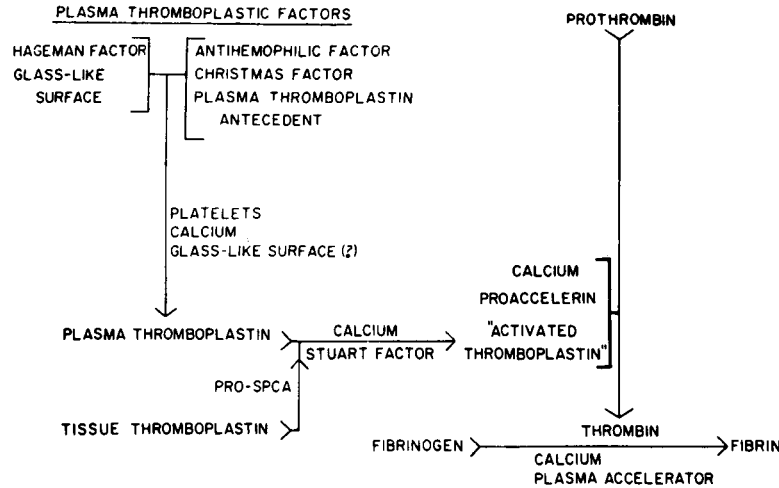 PLASMA THROMBOPLASTIC FACTORS
HAGEMAN FACTOR
GLASS-LIKE
SURFACE
ANTIHEMOPHILIC FACTOR
CHRISTMAS FACTOR
PLASMA THROMBOPLASTIN
ANTECEDENT
PLATELETS
CALCIUM
GLASS-LIKE SURFACE (?)
PLASMA THROMBOPLASTIN
CALCIUM
STUART FACTOR
PRO-SPCA
TISSUE THROMBOPLASTIN
PROTHROMBIN
CALCIUM
PROACCELERIN
"ACTIVATED
THROMBOPLASTIN"
THROMBIN
FIBRINOGEN
FIBRIN
CALCIUM
PLASMA ACCELERATOR